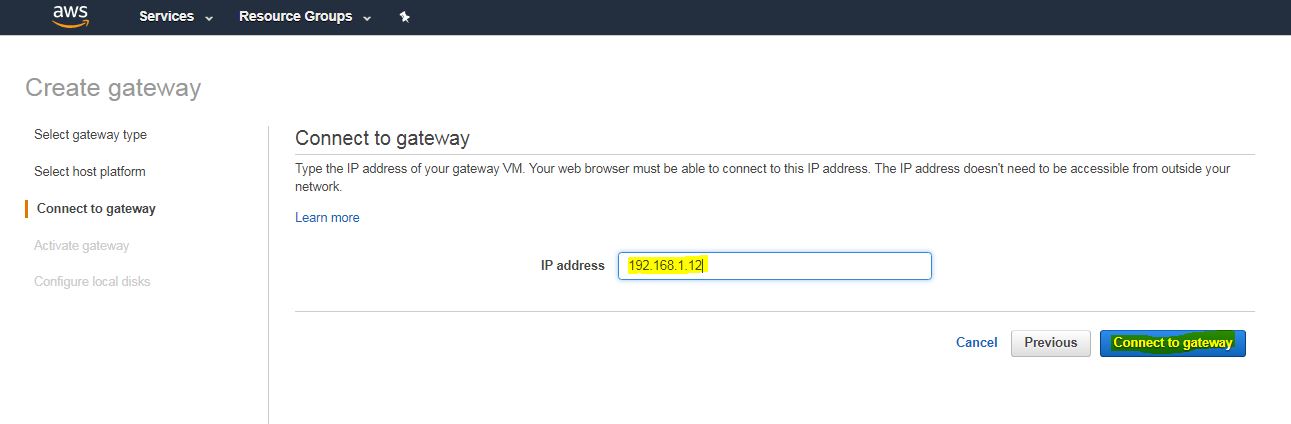 aws Services Resource Groups
Create gateway
Select gateway type
Select host platform
Connect to gateway
Activate gateway
Configure local disks
Connect to gateway
Type the IP address of your gateway VM. Your web browser must be able to connect to this IP address. The IP address doesn't need to be accessible from outside your
network.
Learn more
IP address 192.168.1.12
Cancel Previous Connect to gateway